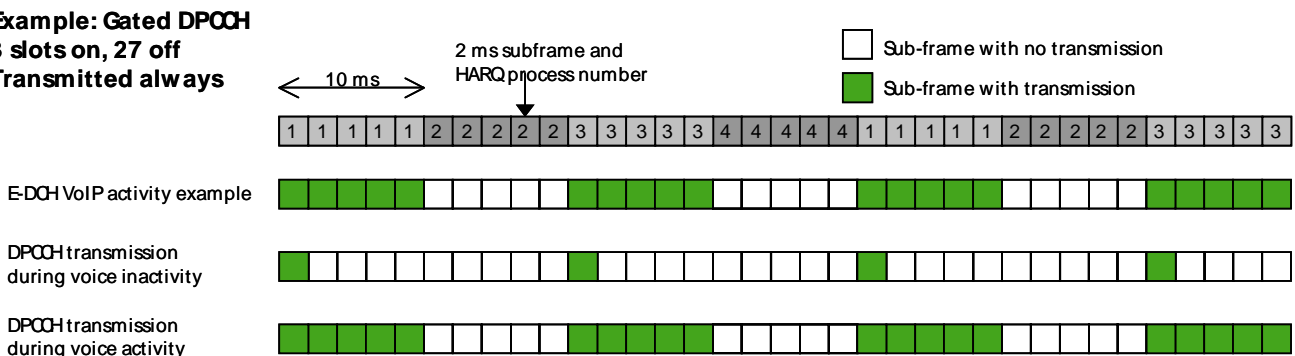 Example: Gated DPCCH
3 slots on, 27 off
Transmitted always
10 ms
2 ms subframe and
HARQ process number
Sub-frame with no transmission
Sub-frame with transmission
1 1 1 1 1 2 2 2 2 2 3 3 3 3 3 4 4 4 4 4 1 1 1 1 1 2 2 2 2 2 3 3 3 3 3
E-DCH VoIP activity example
DPCCH transmission
during voice inactivity
DPCCH transmission
during voice activity